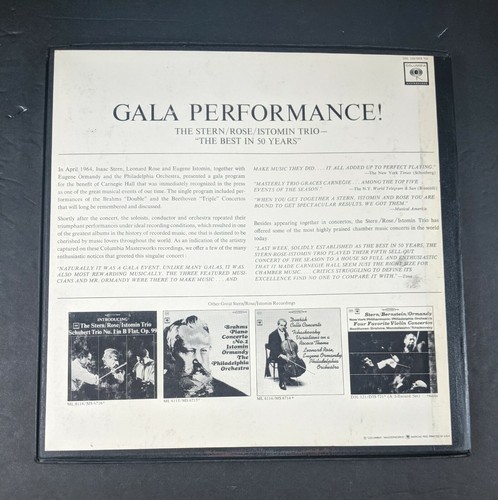 COLUMBIA
GALA PERFORMANCE!
THE STERN/ROSE/ISTOMIN TRIO—
"THE BEST IN 50 YEARS"
In April 1964, Isaac Stern, Leonard Rose and Eugene Istomin, together with
Eugene Ormandy and the Philadelphia Orchestra, presented a gala program
for the benefit of Carnegie Hall that was immediately recognized in the press
as one of the great musical events of our time. The single program included per-
formances of the Brahms "Double" and the Beethoven "Triple" Concertos
that will long be remembered and discussed.
Shortly after the concert, the soloists, conductor and orchestra repeated their
triumphant performances under ideal recording conditions, which resulted in one
of the greatest albums in the history of recorded music, one that is destined to be
cherished by music lovers throughout the world. As an indication of the artistry
captured on these Columbia Masterworks recordings, we offer a few of the many
enthusiastic notices that greeted this singular concert:
"NATURALLY IT WAS A GALA EVENT. UNLIKE MANY GALAS, IT WAS
ALSO MOST REWARDING MUSICALLY. THE THREE FEATURED MUSI-
CIANS AND MR. ORMANDY WERE THERE TO MAKE MUSIC . . . AND
MAKE MUSIC THEY DID . . . . IT ALL ADDED UP TO PERFECT PLAYING."
—The New York Times
"MASTERLY TRIO GRACES CARNEGIE . . . AMONG THE TOP FIVE
EVENTS OF THE SEASON."
—The N.Y. World Telegram & Sun
"WHEN YOU GET TOGETHER A STERN, ISTOMIN AND ROSE YOU ARE
BOUND TO GET SPECTACULAR RESULTS. WE GOT THEM."
—Musical America
Besides appearing together in concertos, the Stern/Rose/Istomin Trio has
offered some of the most highly praised chamber music concerts in the world
today:
"LAST WEEK, SOLIDLY ESTABLISHED AS THE BEST IN 50 YEARS, THE
STERN-ROSE-ISTOMIN TRIO PLAYED THEIR FIFTH SELL-OUT
CONCERT OF THE SEASON TO A HOUSE SO FULL AND ENTHUSIASTIC
THAT IT MADE CARNEGIE HALL SEEM JUST THE RIGHT SIZE FOR
CHAMBER MUSIC . . . CRITICS STRUGGLING TO DEFINE ITS
EXCELLENCE FIND NO ONE TO COMPARE IT WITH."
Other Great Stern/Rose/Istomin Recordings
INTRODUCING
The Stern/Rose/Istomin Trio
Schubert Trio No. 1 in B Flat, Op. 99
Brahms
Piano
Concerto
No. 2
Istomin
Ormandy
The
Philadelphia
Orchestra
Dvořák
Cello Concerto
Tchaikovsky
Variations on a
Rococo Theme
Leonard Rose,
Eugene Ormandy
Philadelphia
Orchestra
Stern/Bernstein/Ormandy
New York Philharmonic/Philadelphia Orchestra
Four Favorite Violin Concertos